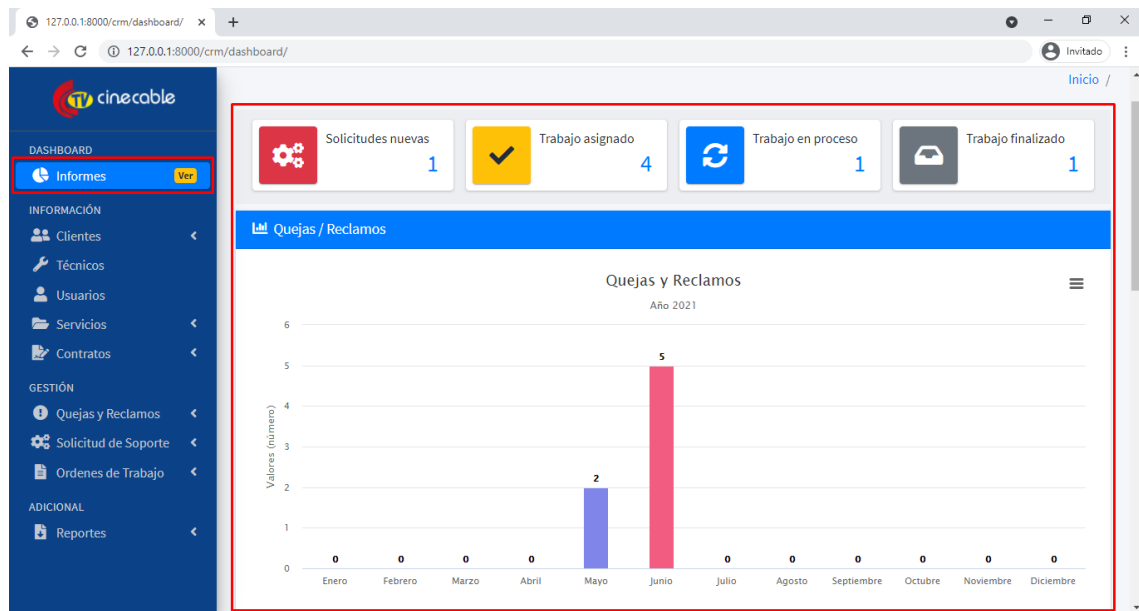 127.0.0.1:8000/crm/dashboard/
127.0.0.1:8000/crm/dashboard/
Invitado
TV cinecable
Inicio /
DASHBOARD
Informes Ver
INFORMACIÓN
Clientes
Técnicos
Usuarios
Servicios
Contratos
GESTIÓN
Quejas y Reclamos
Solicitud de Soporte
Ordenes de Trabajo
ADICIONAL
Reportes
Solicitudes nuevas
1
Trabajo asignado
4
Trabajo en proceso
1
Trabajo finalizado
1
Quejas / Reclamos
Quejas y Reclamos
Año 2021
Valores (número)
6
5
4
3
2
1
0
0 0 0 0 2 5 0 0 0 0 0 0
Enero Febrero Marzo Abril Mayo Junio Julio Agosto Septiembre Octubre Noviembre Diciembre